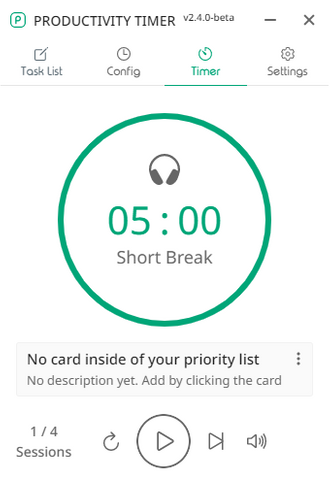 P PRODUCTIVITY TIMER v2.4.0-beta
Task List Config Timer Settings
05 : 00
Short Break
No card inside of your priority list
No description yet. Add by clicking the card
1 / 4
Sessions